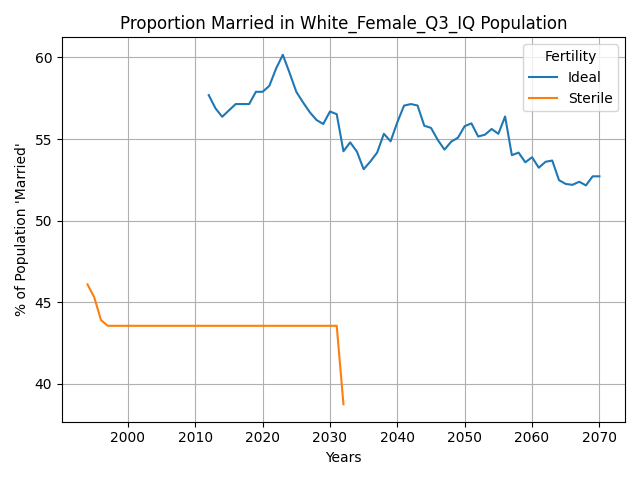 Proportion Married in White_Female_Q3_IQ Population
Fertility
Ideal
Sterile
% of Population 'Married'
60
55
50
45
40
2000
2010
2020
2030
2040
2050
2060
2070
Years